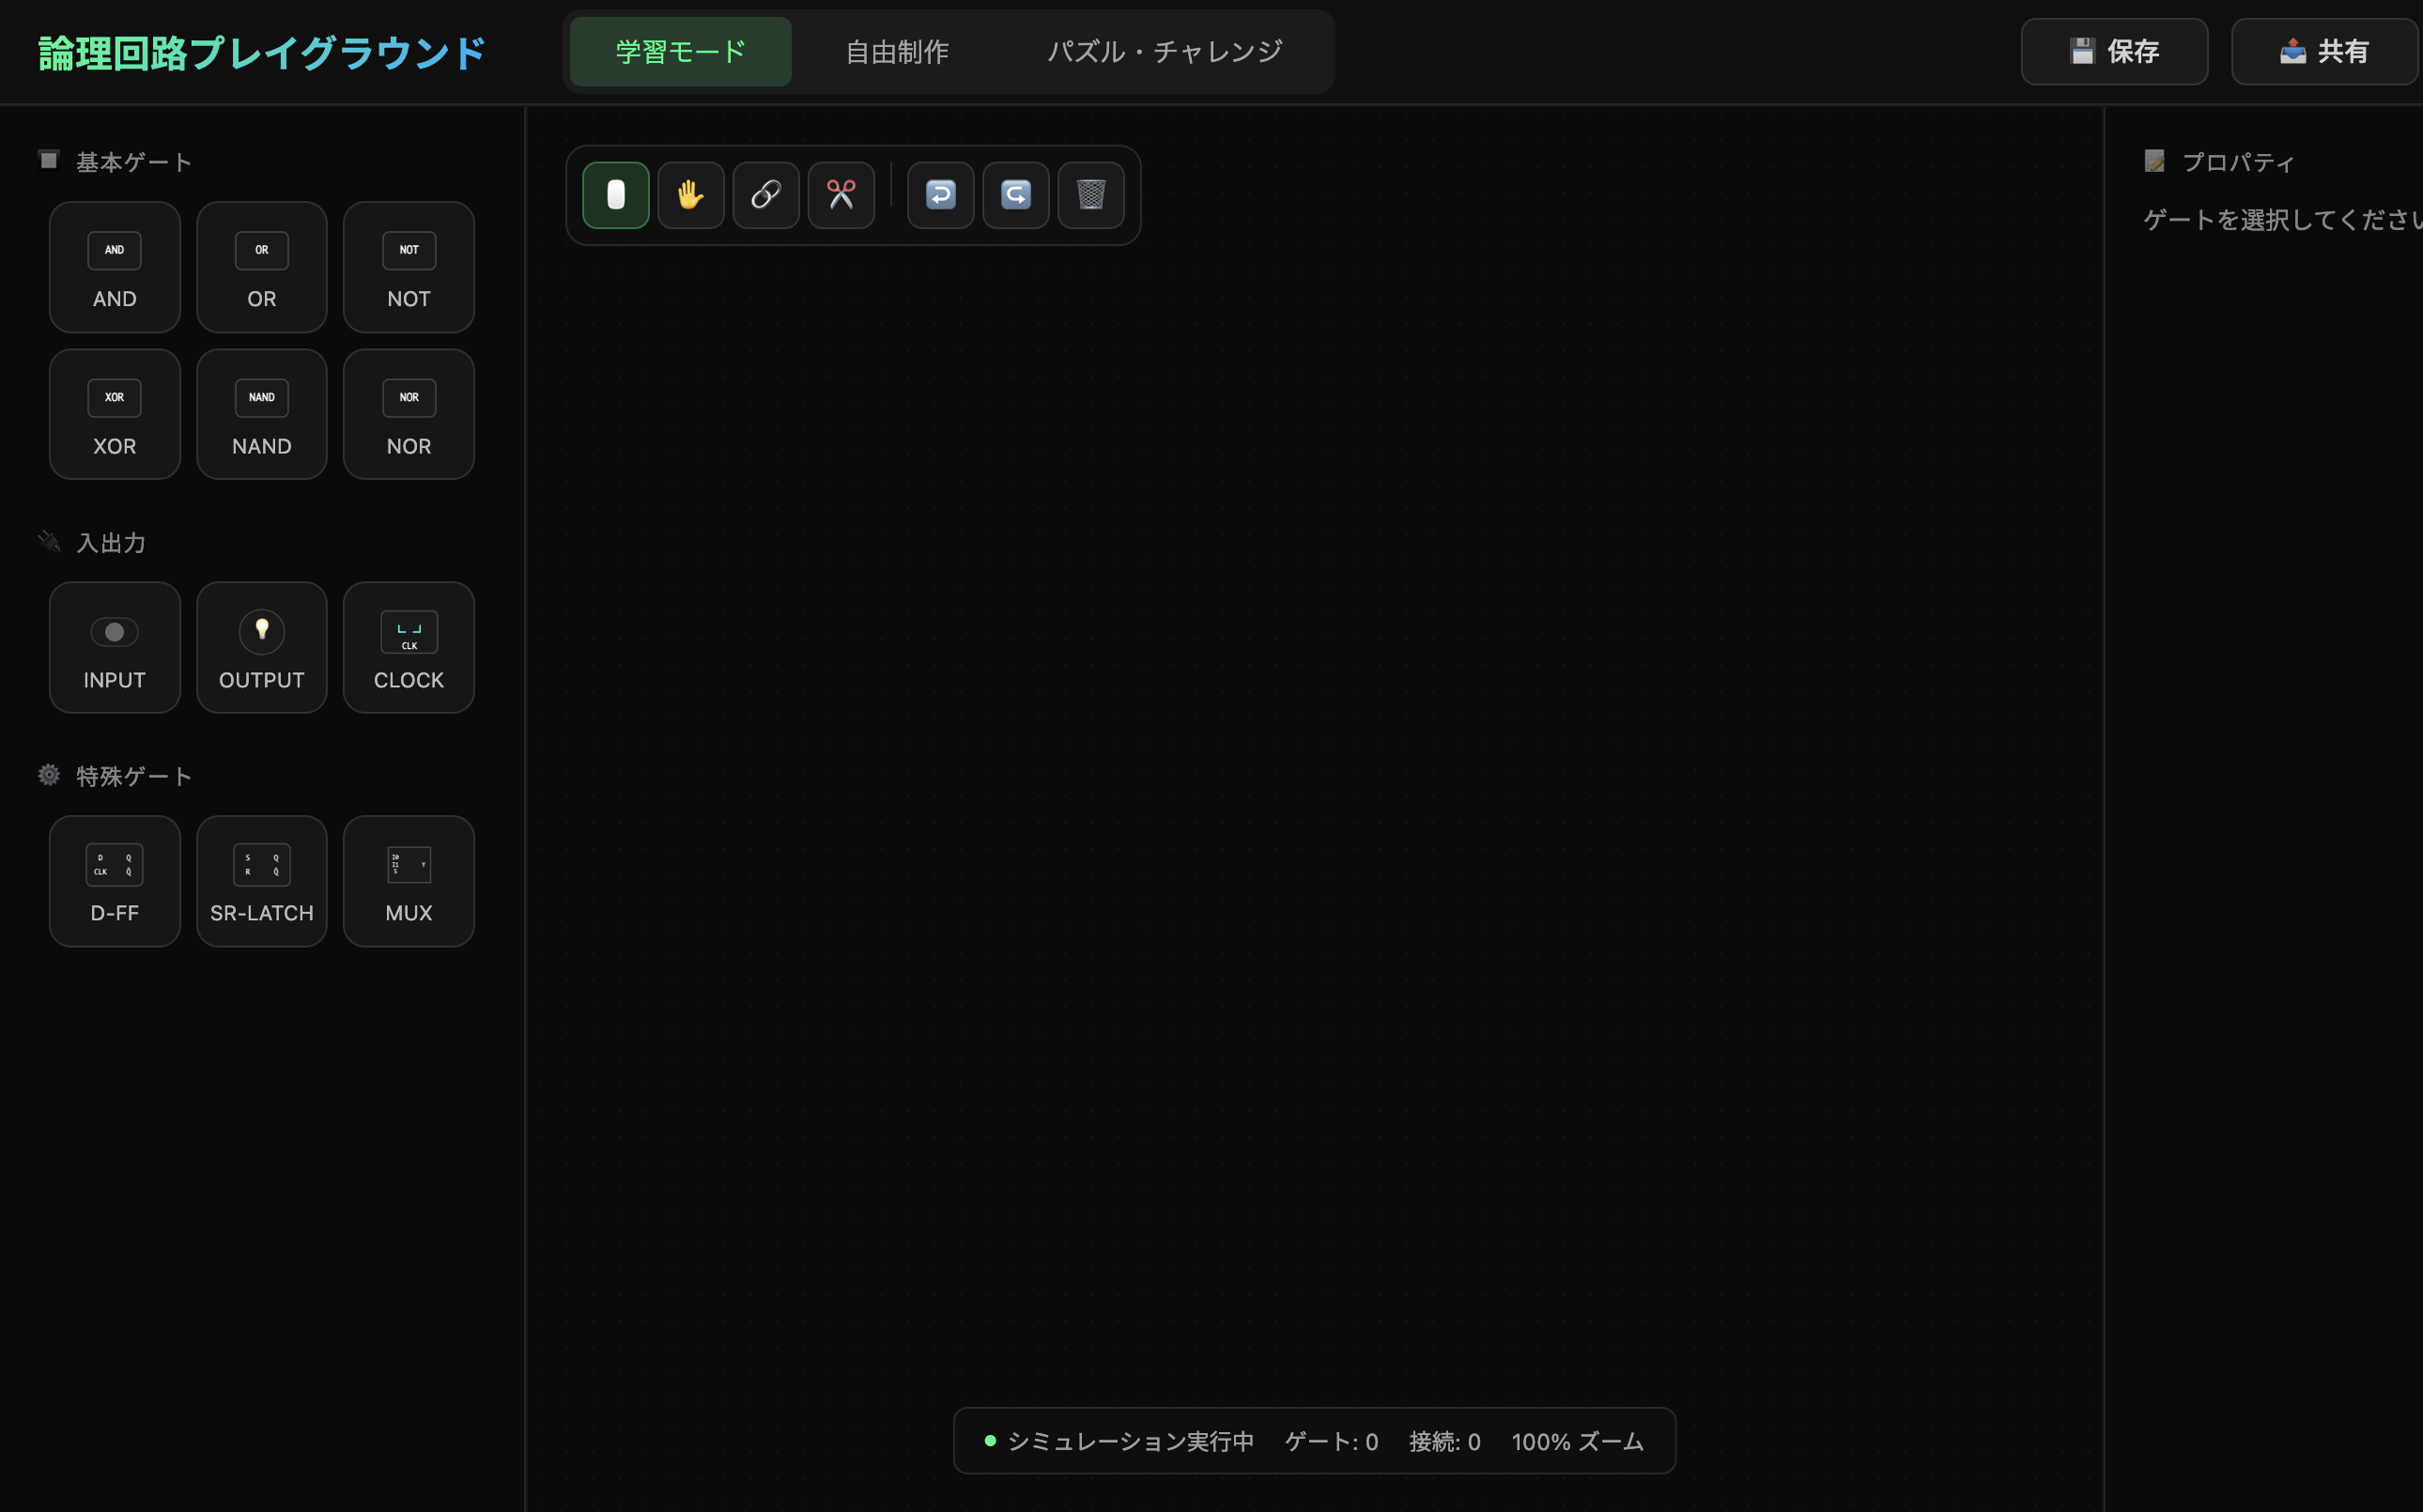 論理回路プレイグラウンド
学習モード
自由制作
パズル・チャレンジ
保存
共有
基本ゲート
AND
OR
NOT
AND
OR
NOT
XOR
NAND
NOR
XOR
NAND
NOR
入出力
CLK
INPUT
OUTPUT
CLOCK
特殊ゲート
D Q
CLK Q̄
S Q
R Q̄
I0
I1 Y
S
D-FF
SR-LATCH
MUX
プロパティ
ゲートを選択してくださ
シミュレーション実行中 ゲート: 0 接続: 0 100% ズーム